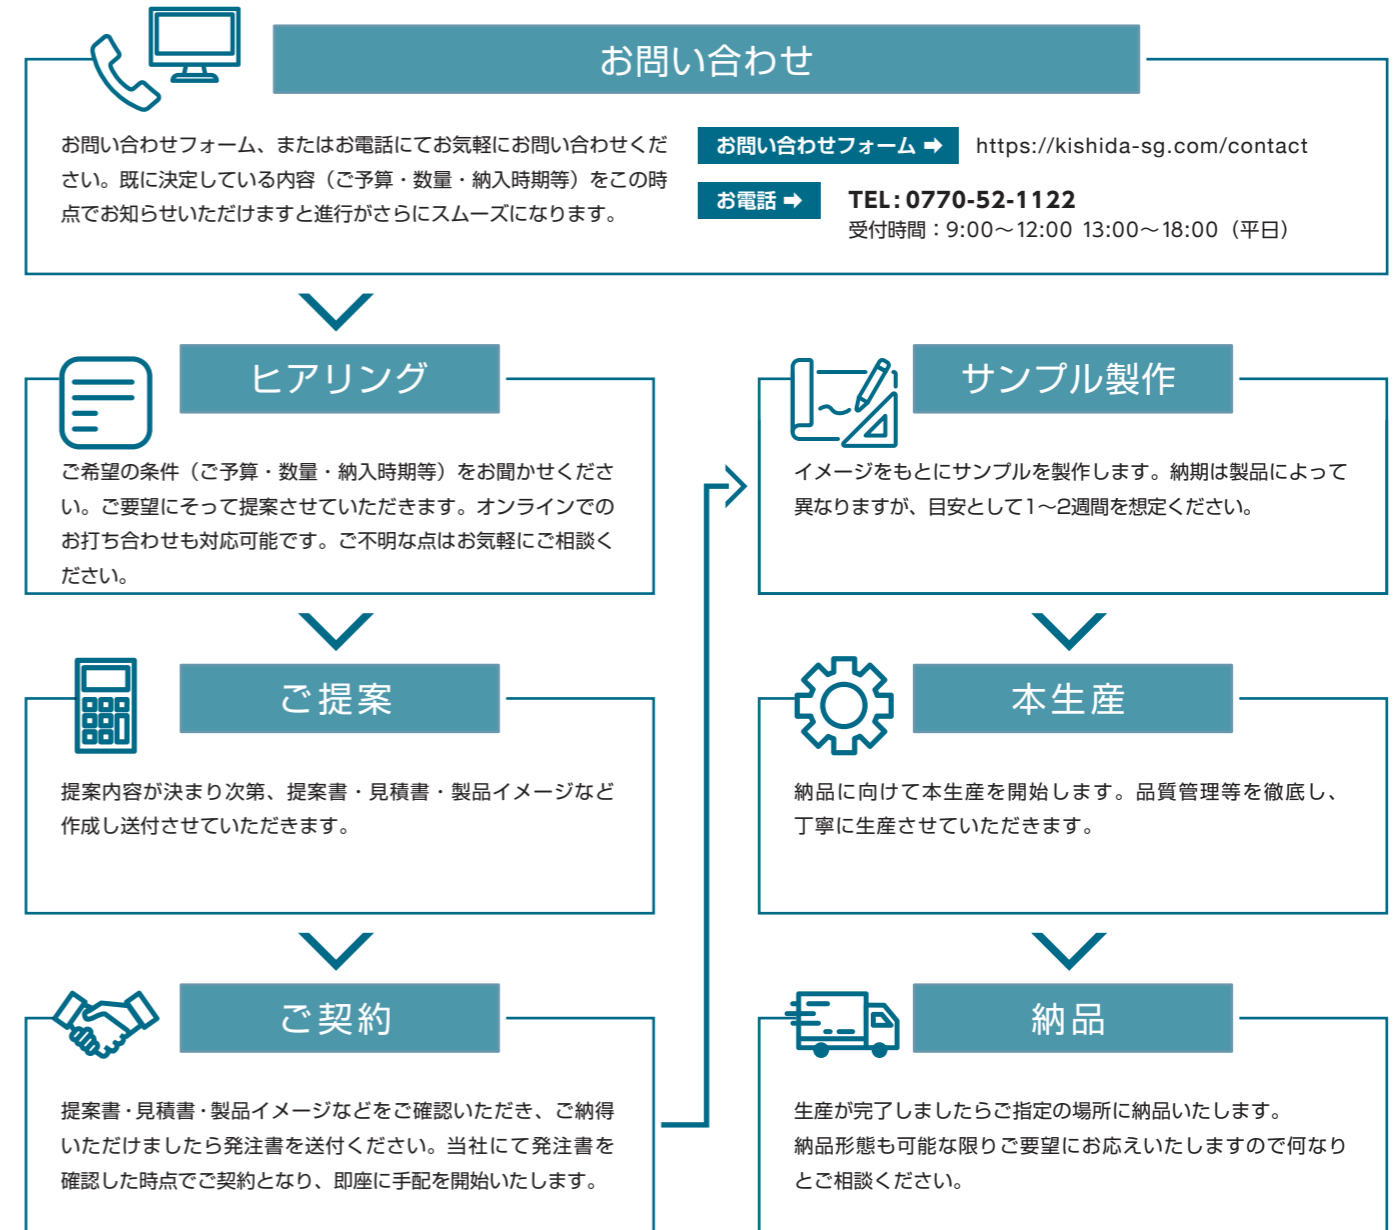 お問い合わせ
お問い合わせフォーム、またはお電話にてお気軽にお問い合わせくだ
さい。既に決定している内容（ご予算・数量・納入時期等）をこの時
点でお知らせいただけますと進行がさらにスムーズになります。
お問い合わせフォーム ➡ https://kishida-sg.com/contact
お電話 ➡ TEL: 0770-52-1122
受付時間：9:00〜12:00 13:00〜18:00（平日）
ヒアリング
ご希望の条件（ご予算・数量・納入時期等）をお聞かせくださ
い。ご要望にそって提案させていただきます。オンラインでの
お打ち合わせも対応可能です。ご不明な点はお気軽にご相談く
ださい。
ご提案
提案内容が決まり次第、提案書・見積書・製品イメージなど
作成し送付させていただきます。
ご契約
提案書・見積書・製品イメージなどをご確認いただき、ご納得
いただけましたら発注書を送付ください。当社にて発注書を
確認した時点でご契約となり、即座に手配を開始いたします。
サンプル製作
イメージをもとにサンプルを製作します。納期は製品によって
異なりますが、目安として1〜2週間を想定ください。
本生産
納品に向けて本生産を開始します。品質管理等を徹底し、
丁寧に生産させていただきます。
納品
生産が完了しましたらご指定の場所に納品いたします。
納品形態も可能な限りご要望にお応えいたしますので何なり
とご相談ください。